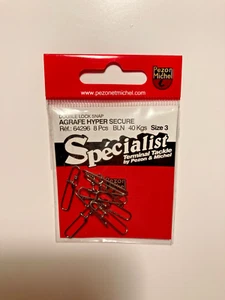 www.pezonetmichel.com
Pezon
Michel
DOUBLE LOCK SNAP
AGRAFE HYPER SECURE
Réf.: 64296 8 Pcs BLN : 40 Kgs Size 3
Spécialist
Terminal Tackle
by Pezon & Michel
Pezon